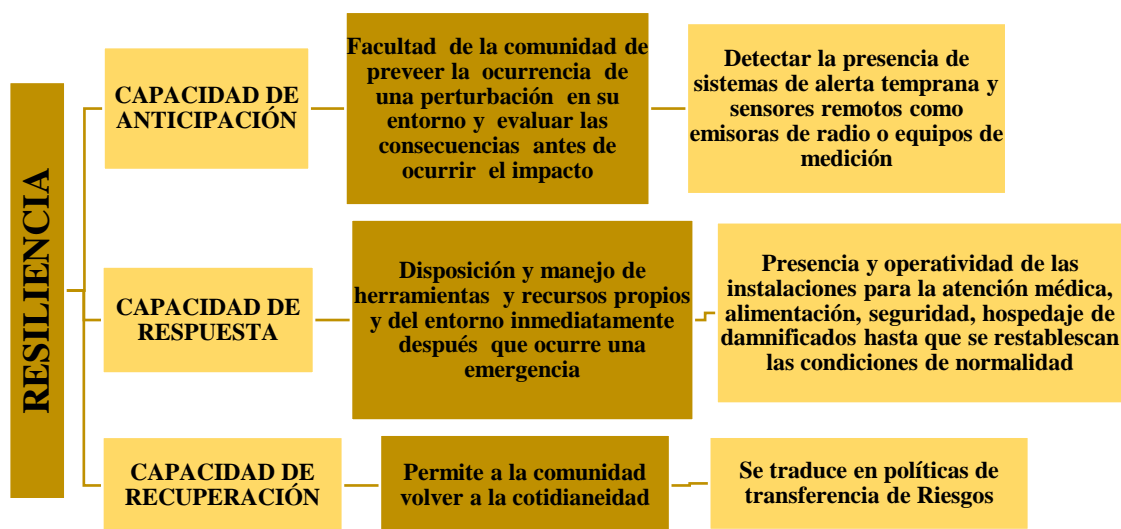 RESILIENCIA
CAPACIDAD DE
ANTICIPACIÓN
Facultad de la comunidad de
preveer la ocurrencia de
una perturbación en su
entorno y evaluar las
consecuencias antes de
ocurrir el impacto
Detectar la presencia de
sistemas de alerta temprana y
sensores remotos como
emisoras de radio o equipos de
medición
CAPACIDAD DE
RESPUESTA
Disposición y manejo de
herramientas y recursos propios
y del entorno inmediatamente
después que ocurre una
emergencia
Presencia y operatividad de las
instalaciones para la atención médica,
alimentación, seguridad, hospedaje de
damnificados hasta que se restablescan
las condiciones de normalidad
CAPACIDAD DE
RECUPERACIÓN
Permite a la comunidad
volver a la cotidianeidad
Se traduce en políticas de
transferencia de Riesgos